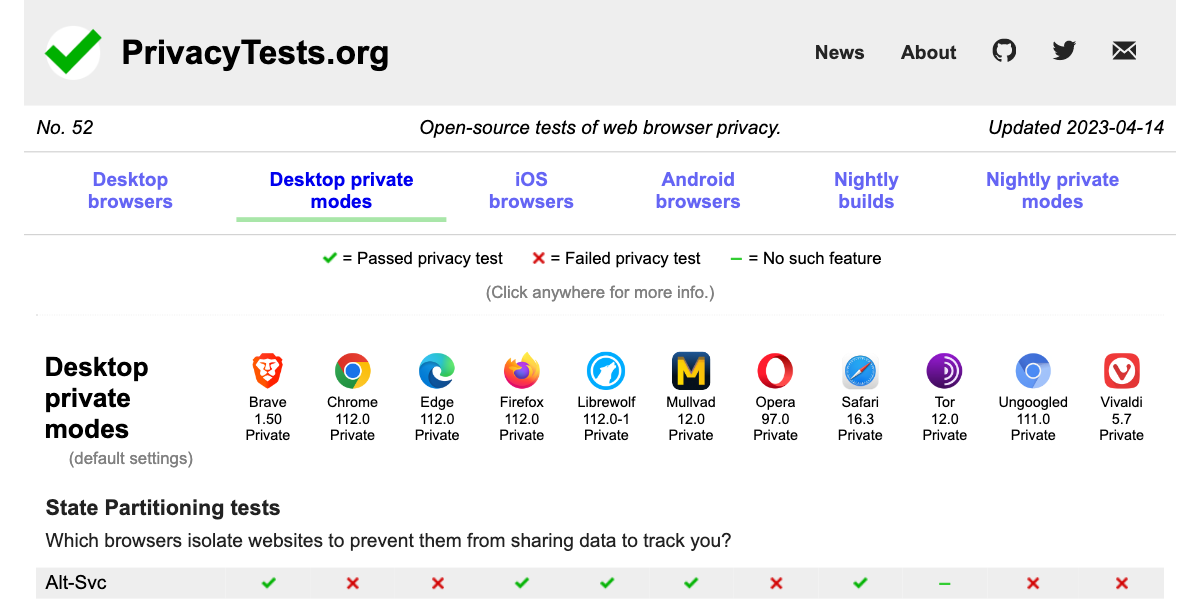 PrivacyTests.org
News About
No. 52 Open-source tests of web browser privacy. Updated 2023-04-14
Desktop browsers
Desktop private modes
iOS browsers
Android browsers
Nightly builds
Nightly private modes
✔ = Passed privacy test ✖ = Failed privacy test – = No such feature
(Click anywhere for more info.)
Desktop
private
modes
(default settings)
Brave 1.50 Private
Chrome 112.0 Private
Edge 112.0 Private
Firefox 112.0 Private
Librewolf 112.0-1 Private
Mullvad 12.0 Private
Opera 97.0 Private
Safari 16.3 Private
Tor 12.0 Private
Ungoogled 111.0 Private
Vivaldi 5.7 Private
State Partitioning tests
Which browsers isolate websites to prevent them from sharing data to track you?
Alt-Svc